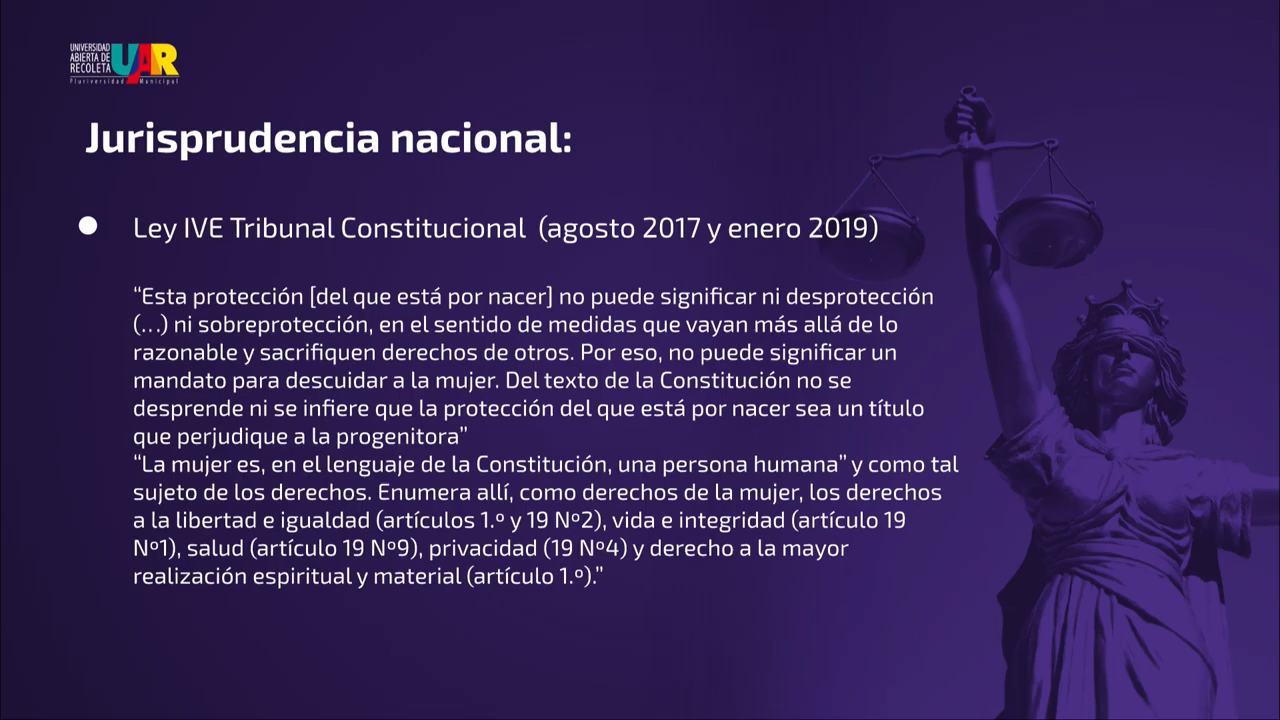 UNIVERSIDAD
ABIERTA DE
RECOLETA
UAR
Pluriversidad Municipal
Jurisprudencia nacional:
Ley IVE Tribunal Constitucional (agosto 2017 y enero 2019)
“Esta protección [del que está por nacer] no puede significar ni desprotección
(…) ni sobreprotección, en el sentido de medidas que vayan más allá de lo
razonable y sacrifiquen derechos de otros. Por eso, no puede significar un
mandato para descuidar a la mujer. Del texto de la Constitución no se
desprende ni se infiere que la protección del que está por nacer sea un título
que perjudique a la progenitora”
“La mujer es, en el lenguaje de la Constitución, una persona humana” y como tal
sujeto de los derechos. Enumera allí, como derechos de la mujer, los derechos
a la libertad e igualdad (artículos 1.º y 19 Nº2), vida e integridad (artículo 19
Nº1), salud (artículo 19 Nº9), privacidad (19 Nº4) y derecho a la mayor
realización espiritual y material (artículo 1.º).”